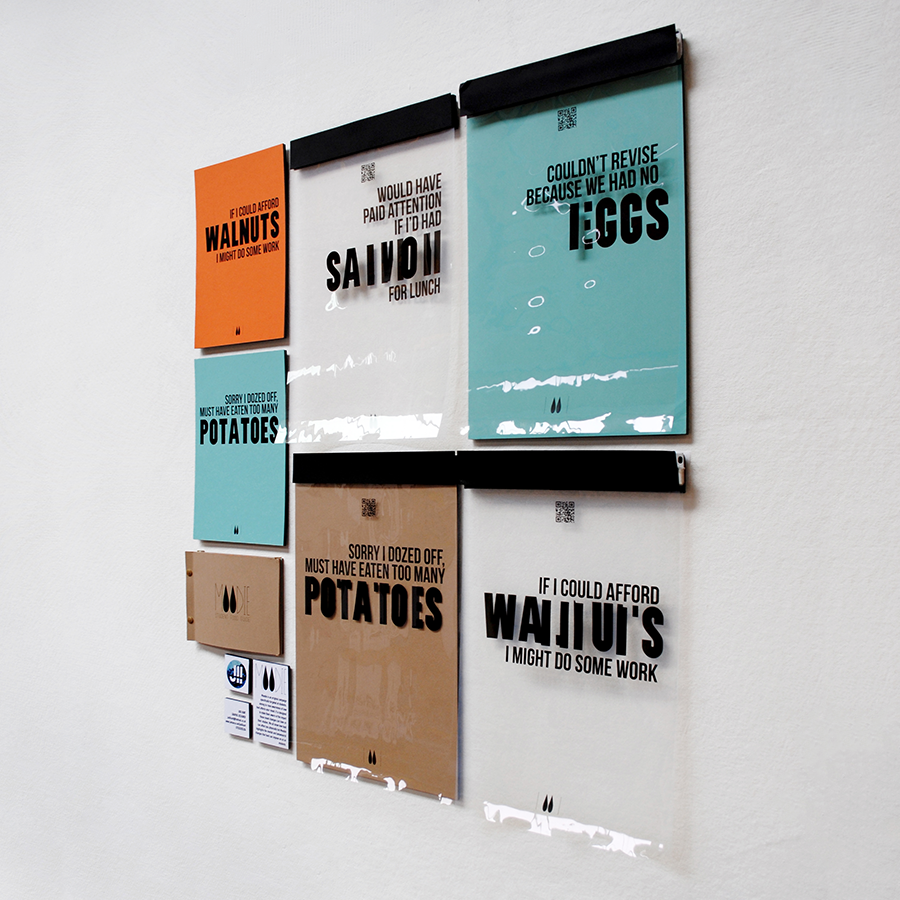 IF I COULD AFFORD
WALNUTS
I MIGHT DO SOME WORK
WOULD HAVE
PAID ATTENTION
IF I'D HAD
FOR LUNCH
COULDN'T REVISE
BECAUSE WE HAD NO
EGGS
SORRY I DOZED OFF,
MUST HAVE EATEN TOO MANY
POTATOES
SORRY I DOZED OFF,
MUST HAVE EATEN TOO MANY
POTATOES
IF I COULD AFFORD
WALNUTS
I MIGHT DO SOME WORK